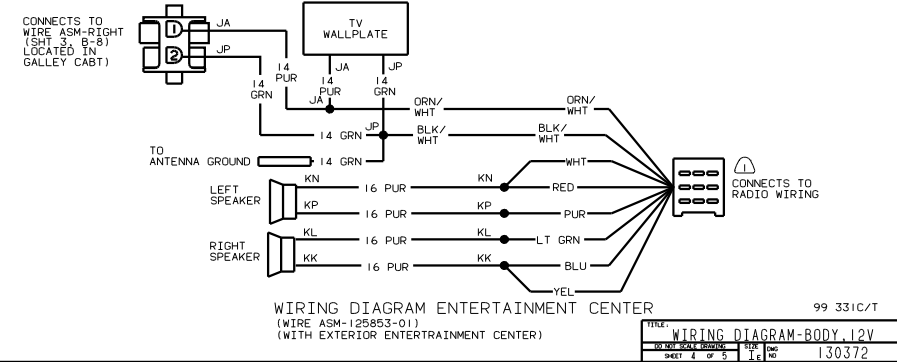 CONNECTS TO
WIRE ASM-RIGHT
(SHT 3, B-8)
LOCATED IN
GALLEY CABT)
1
2
JA
JP
14
PUR
14
GRN
TV
WALLPLATE
JA
JP
14
PUR
14
GRN
JA
ORN/
WHT
ORN/
WHT
14 GRN
JP
BLK/
WHT
BLK/
WHT
TO
ANTENNA GROUND
14 GRN
WHT
LEFT
SPEAKER
KN
16 PUR
KN
RED
KP
16 PUR
KP
PUR
RIGHT
SPEAKER
KL
16 PUR
KL
LT GRN
KK
16 PUR
KK
BLU
YEL
1
CONNECTS TO
RADIO WIRING
WIRING DIAGRAM ENTERTAINMENT CENTER
(WIRE ASM-125853-01)
(WITH EXTERIOR ENTERTRAINMENT CENTER)
99 331C/T
TITLE:
WIRING DIAGRAM-BODY,12V
DO NOT SCALE DRAWING
SHEET 4 OF 5
SIZE
IE
DWG
NO
130372